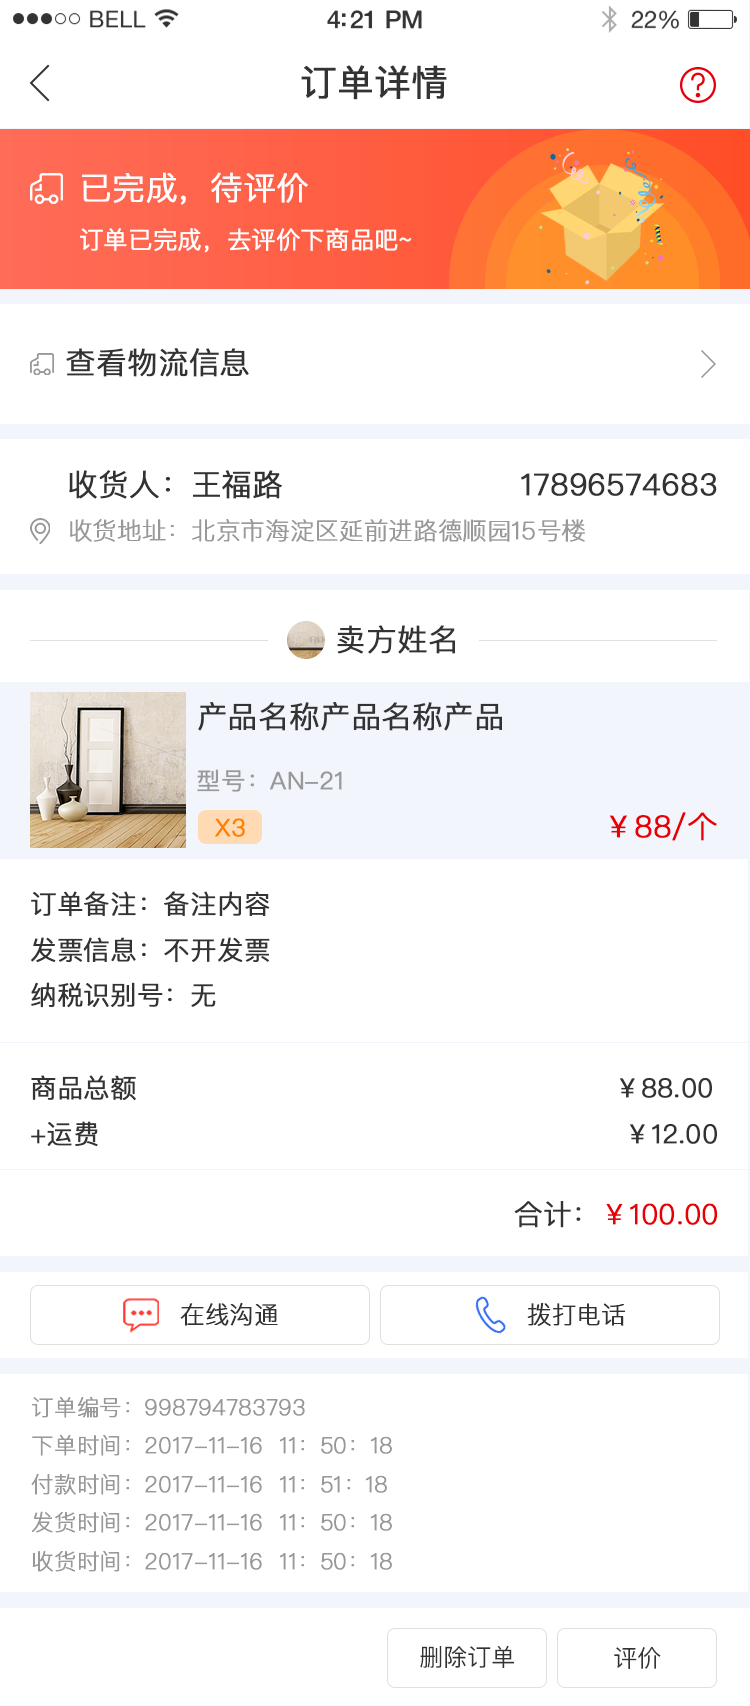 BELL 4:21 PM 22%
订单详情
已完成，待评价
订单已完成，去评价下商品吧~
查看物流信息
收货人：王福路 17896574683
收货地址：北京市海淀区延前进路德顺园15号楼
卖方姓名
产品名称产品名称产品
型号：AN-21
X3 ¥88/个
订单备注：备注内容
发票信息：不开发票
纳税识别号：无
商品总额 ¥88.00
+运费 ¥12.00
合计：¥100.00
在线沟通 拨打电话
订单编号：998794783793
下单时间：2017-11-16 11：50：18
付款时间：2017-11-16 11：51：18
发货时间：2017-11-16 11：50：18
收货时间：2017-11-16 11：50：18
删除订单 评价